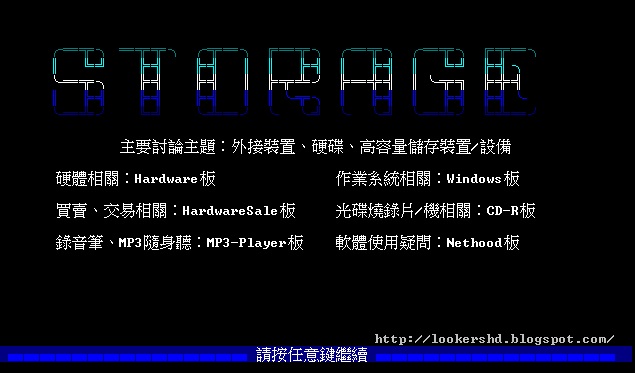 STORAGE
主要討論主題：外接裝置、硬碟、高容量儲存裝置/設備
硬體相關：Hardware板 作業系統相關：Windows板
買賣、交易相關：HardwareSale板 光碟燒錄片/機相關：CD-R板
錄音筆、MP3隨身聽：MP3-Player板 軟體使用疑問：Nethood板
http://lookershd.blogspot.com/
請按任意鍵繼續